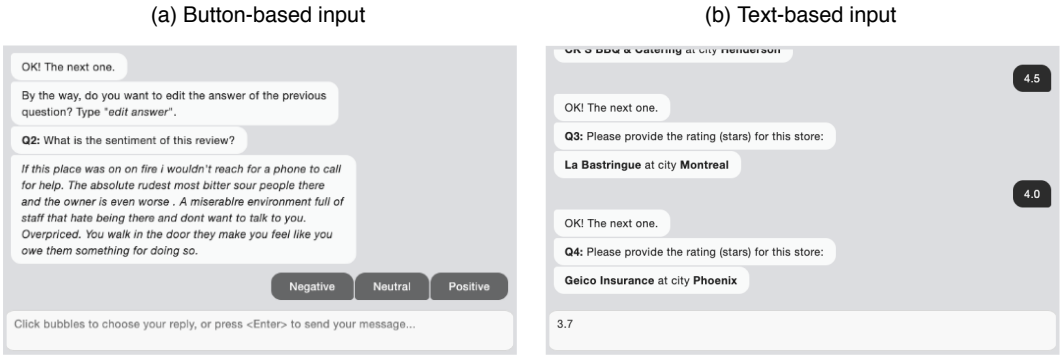 (a) Button-based input
OK! The next one.
By the way, do you want to edit the answer of the previous
question? Type "edit answer".
Q2: What is the sentiment of this review?
If this place was on on fire i wouldn't reach for a phone to call
for help. The absolute rudest most bitter sour people there
and the owner is even worse . A miserablre environment full of
staff that hate being there and dont want to talk to you.
Overpriced. You walk in the door they make you feel like you
owe them something for doing so.
Negative Neutral Positive
Click bubbles to choose your reply, or press <Enter> to send your message...
(b) Text-based input
CK'S BBQ & Catering at city Henderson
4.5
OK! The next one.
Q3: Please provide the rating (stars) for this store:
La Bastringue at city Montreal
4.0
OK! The next one.
Q4: Please provide the rating (stars) for this store:
Geico Insurance at city Phoenix
3.7